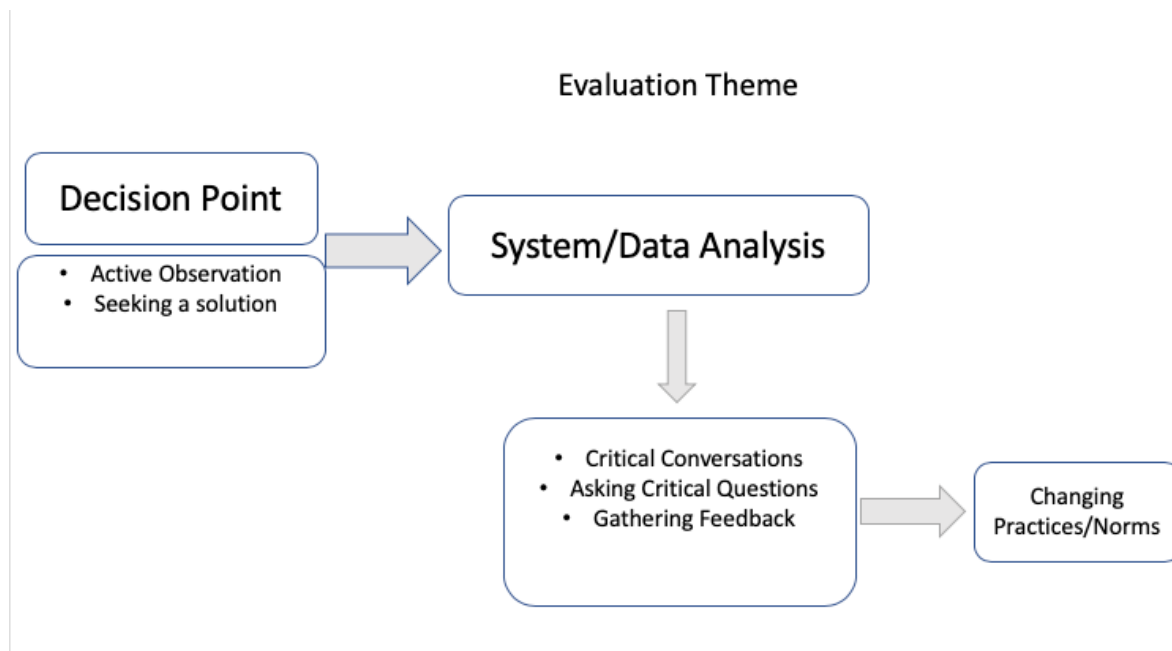 Evaluation Theme
Decision Point
• Active Observation
• Seeking a solution
System/Data Analysis
• Critical Conversations
• Asking Critical Questions
• Gathering Feedback
Changing
Practices/Norms